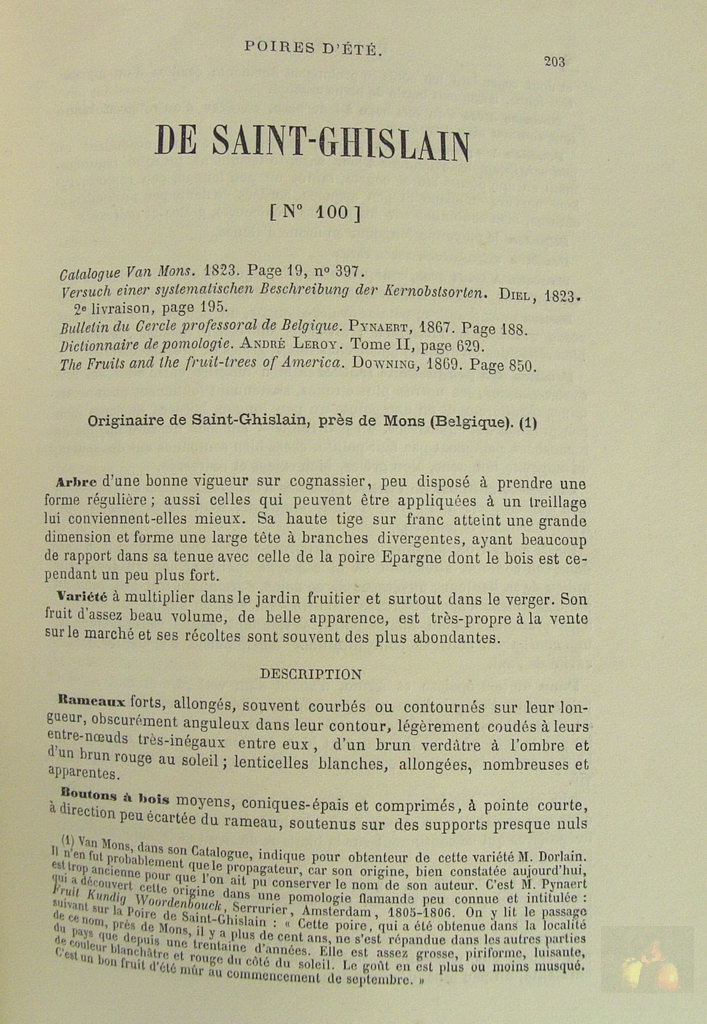 POIRES D'ÉTÉ.
203
DE SAINT-GHISLAIN
[ N° 100 ]
Catalogue Van Mons. 1823. Page 19, n° 397.
Versuch einer systematischen Beschreibung der Kernobstsorten. DIEL, 1823.
2e livraison, page 195.
Bulletin du Cercle professoral de Belgique. PYNAERT, 1867. Page 188.
Dictionnaire de pomologie. ANDRÉ LEROY. Tome II, page 629.
The Fruits and the fruit-trees of America. DOWNING, 1869. Page 850.
Originaire de Saint-Ghislain, près de Mons (Belgique). (1)
Arbre d'une bonne vigueur sur cognassier, peu disposé à prendre une
forme régulière; aussi celles qui peuvent être appliquées à un treillage
lui conviennent-elles mieux. Sa haute tige sur franc atteint une grande
dimension et forme une large tête à branches divergentes, ayant beaucoup
de rapport dans sa tenue avec celle de la poire Epargne dont le bois est ce-
pendant un peu plus fort.
Variété à multiplier dans le jardin fruitier et surtout dans le verger. Son
fruit d'assez beau volume, de belle apparence, est très-propre à la vente
sur le marché et ses récoltes sont souvent des plus abondantes.
DESCRIPTION
Rameaux forts, allongés, souvent courbés ou contournés sur leur lon-
gueur, obscurément anguleux dans leur contour, légèrement coudés à leurs
entre-nœuds très-inégaux entre eux, d'un brun verdâtre à l'ombre et
d'un brun rouge au soleil; lenticelles blanches, allongées, nombreuses et
apparentes.
Boutons à bois moyens, coniques-épais et comprimés, à pointe courte,
à direction peu écartée du rameau, soutenus sur des supports presque nuls
(1) Van Mons, dans son Catalogue, indique pour obtenteur de cette variété M. Dorlain.
Il n'en fut probablement que le propagateur, car son origine, bien constatée aujourd'hui,
est trop ancienne pour que l'on ait pu conserver le nom de son auteur. C'est M. Pynaert
qui a découvert cette origine dans une pomologie flamande peu connue et intitulée :
Fruit Kundig Woordenbouck, Serrurier, Amsterdam, 1805-1806. On y lit le passage
suivant sur la Poire de Saint-Ghislain : « Cette poire, qui a été obtenue dans la localité
de ce nom, près de Mons, il y a plus de cent ans, ne s'est répandue dans les autres parties
du pays que depuis une trentaine d'années. Elle est assez grosse, piriforme, luisante,
de couleur blanchâtre et rouge du côté du soleil. Le goût en est plus ou moins musqué.
C'est un bon fruit d'été mûr au commencement de septembre. »